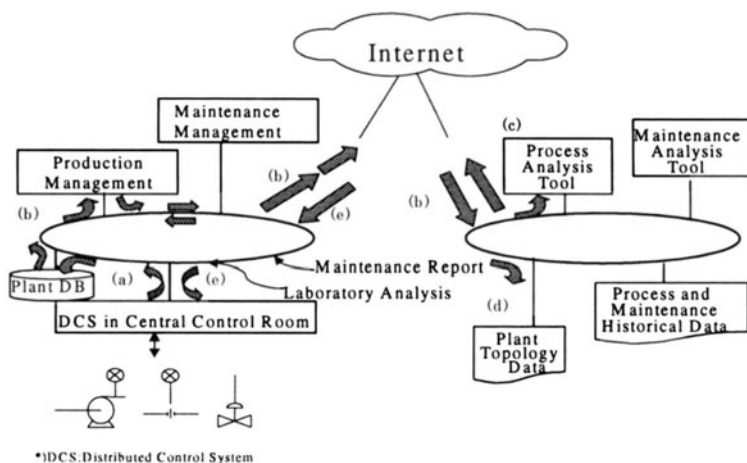 Internet
Maintenance
Management
(c)
Production
Management
Process
Analysis
Tool
Maintenance
Analysis
Tool
(b)
(e)
(b)
(b)
Plant DB
(a)
(e)
Maintenance Report
Laboratory Analysis
DCS in Central Control Room
(d)
Plant
Topology
Data
Process and
Maintenance
Historical Data
*)DCS:Distributed Control System